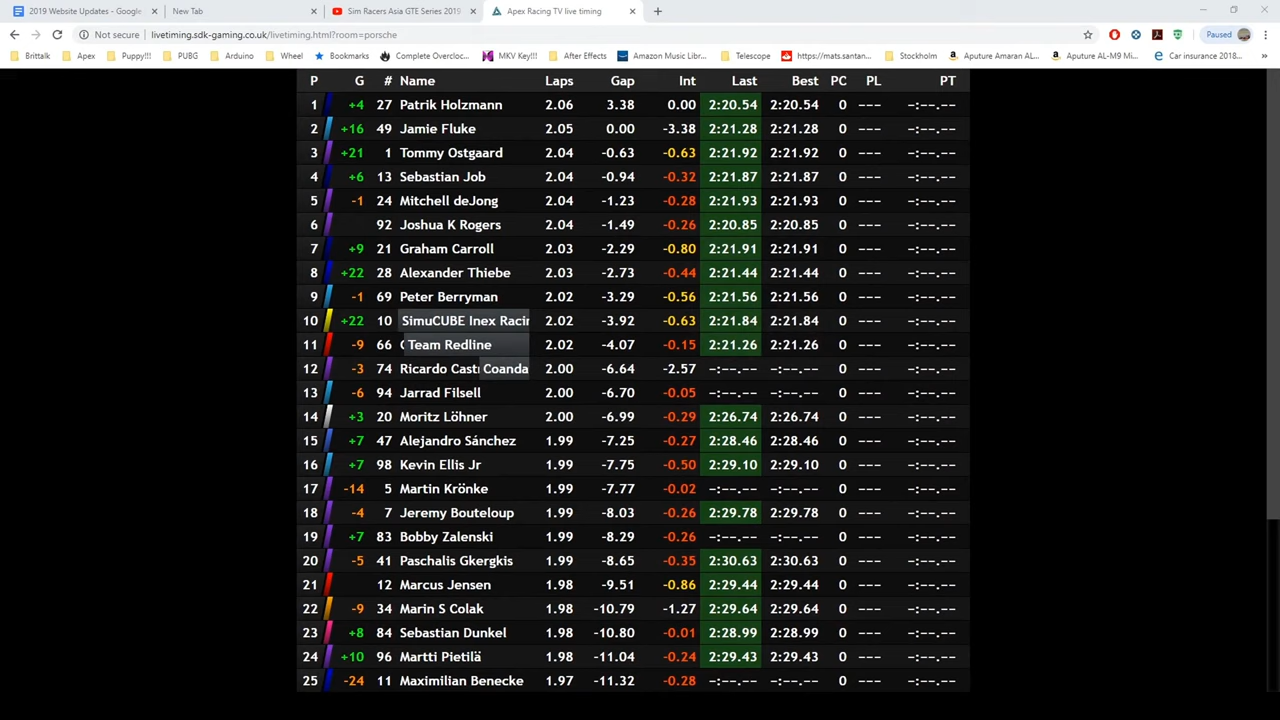 2019 Website Updates - Google
New Tab
Sim Racers Asia GTE Series 2019
Apex Racing TV live timing
Not secure | livetiming.sdk-gaming.co.uk/livetiming.html?room=porsche
Paused
Brittalk Apex Puppy!!! PUBG Arduino Wheel Bookmarks Complete Overcloc... MKV Key!!! After Effects Amazon Music Libr... Telescope https://mats.santan... Stockholm Aputure Amaran AL... Aputure AL-M9 Mi... Car insurance 2018...
P G # Name Laps Gap Int Last Best PC PL PT
1 +4 27 Patrik Holzmann 2.06 3.38 0.00 2:20.54 2:20.54 0 --- -:--.--
2 +16 49 Jamie Fluke 2.05 0.00 -3.38 2:21.28 2:21.28 0 --- -:--.--
3 +21 1 Tommy Ostgaard 2.04 -0.63 -0.63 2:21.92 2:21.92 0 --- -:--.--
4 +6 13 Sebastian Job 2.04 -0.94 -0.32 2:21.87 2:21.87 0 --- -:--.--
5 -1 24 Mitchell deJong 2.04 -1.23 -0.28 2:21.93 2:21.93 0 --- -:--.--
6 92 Joshua K Rogers 2.04 -1.49 -0.26 2:20.85 2:20.85 0 --- -:--.--
7 +9 21 Graham Carroll 2.03 -2.29 -0.80 2:21.91 2:21.91 0 --- -:--.--
8 +22 28 Alexander Thiebe 2.03 -2.73 -0.44 2:21.44 2:21.44 0 --- -:--.--
9 -1 69 Peter Berryman 2.02 -3.29 -0.56 2:21.56 2:21.56 0 --- -:--.--
10 +22 10 SimuCUBE Inex Racin 2.02 -3.92 -0.63 2:21.84 2:21.84 0 --- -:--.--
11 -9 66 Team Redline 2.02 -4.07 -0.15 2:21.26 2:21.26 0 --- -:--.--
12 -3 74 Ricardo Cast Coanda 2.00 -6.64 -2.57 -:--.-- -:--.-- 0 --- -:--.--
13 -6 94 Jarrad Filsell 2.00 -6.70 -0.05 -:--.-- -:--.-- 0 --- -:--.--
14 +3 20 Moritz Löhner 2.00 -6.99 -0.29 2:26.74 2:26.74 0 --- -:--.--
15 +7 47 Alejandro Sánchez 1.99 -7.25 -0.27 2:28.46 2:28.46 0 --- -:--.--
16 +7 98 Kevin Ellis Jr 1.99 -7.75 -0.50 2:29.10 2:29.10 0 --- -:--.--
17 -14 5 Martin Krönke 1.99 -7.77 -0.02 -:--.-- -:--.-- 0 --- -:--.--
18 -4 7 Jeremy Bouteloup 1.99 -8.03 -0.26 2:29.78 2:29.78 0 --- -:--.--
19 +7 83 Bobby Zalenski 1.99 -8.29 -0.26 -:--.-- -:--.-- 0 --- -:--.--
20 -5 41 Paschalis Gkergkis 1.99 -8.65 -0.35 2:30.63 2:30.63 0 --- -:--.--
21 12 Marcus Jensen 1.98 -9.51 -0.86 2:29.44 2:29.44 0 --- -:--.--
22 -9 34 Marin S Colak 1.98 -10.79 -1.27 2:29.64 2:29.64 0 --- -:--.--
23 +8 84 Sebastian Dunkel 1.98 -10.80 -0.01 2:28.99 2:28.99 0 --- -:--.--
24 +10 96 Martti Pietilä 1.98 -11.04 -0.24 2:29.43 2:29.43 0 --- -:--.--
25 -24 11 Maximilian Benecke 1.97 -11.32 -0.28 -:--.-- -:--.-- 0 --- -:--.--